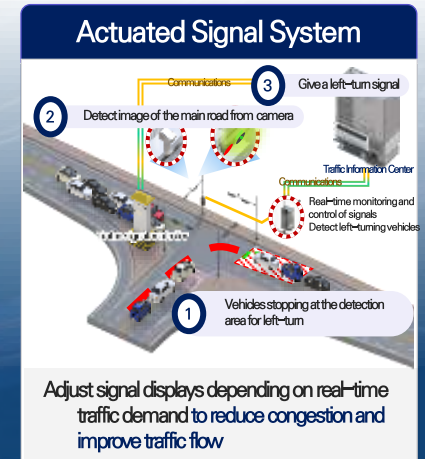 Actuated Signal System
Communications
3
Give a left-turn signal
2
Detect image of the main road from camera
Traffic Information Center
Communications
Real-time monitoring and
control of signals
Detect left-turning vehicles
1
Vehicles stopping at the detection
area for left-turn
Adjust signal displays depending on real-time
traffic demand to reduce congestion and
improve traffic flow